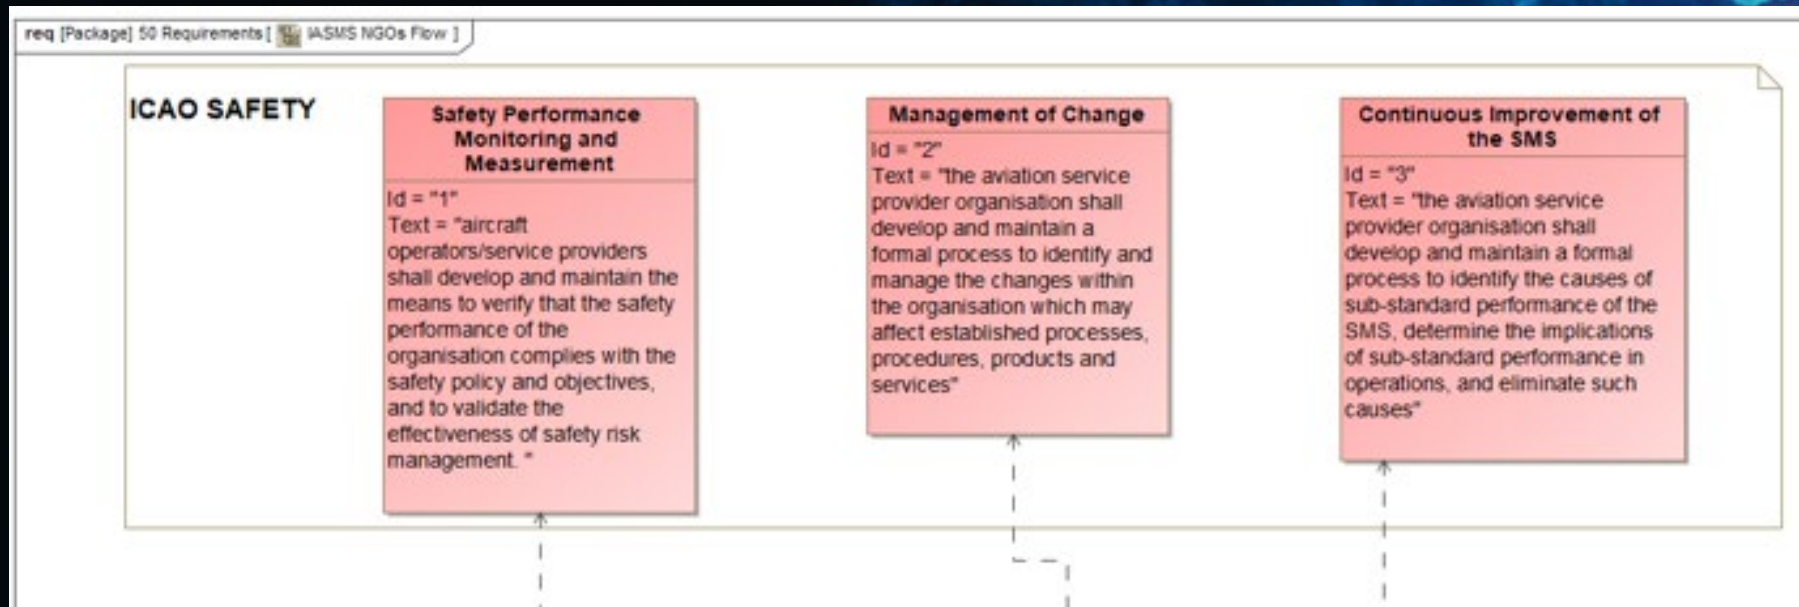 req [Package] 50 Requirements [ IASMS NGOs Flow ]
ICAO SAFETY
Safety Performance
Monitoring and
Measurement
Id = "1"
Text = "aircraft
operators/service providers
shall develop and maintain the
means to verify that the safety
performance of the
organisation complies with the
safety policy and objectives,
and to validate the
effectiveness of safety risk
management. "
Management of Change
Id = "2"
Text = "the aviation service
provider organisation shall
develop and maintain a
formal process to identify and
manage the changes within
the organisation which may
affect established processes,
procedures, products and
services"
Continuous Improvement of
the SMS
Id = "3"
Text = "the aviation service
provider organisation shall
develop and maintain a formal
process to identify the causes of
sub-standard performance of the
SMS, determine the implications
of sub-standard performance in
operations, and eliminate such
causes"